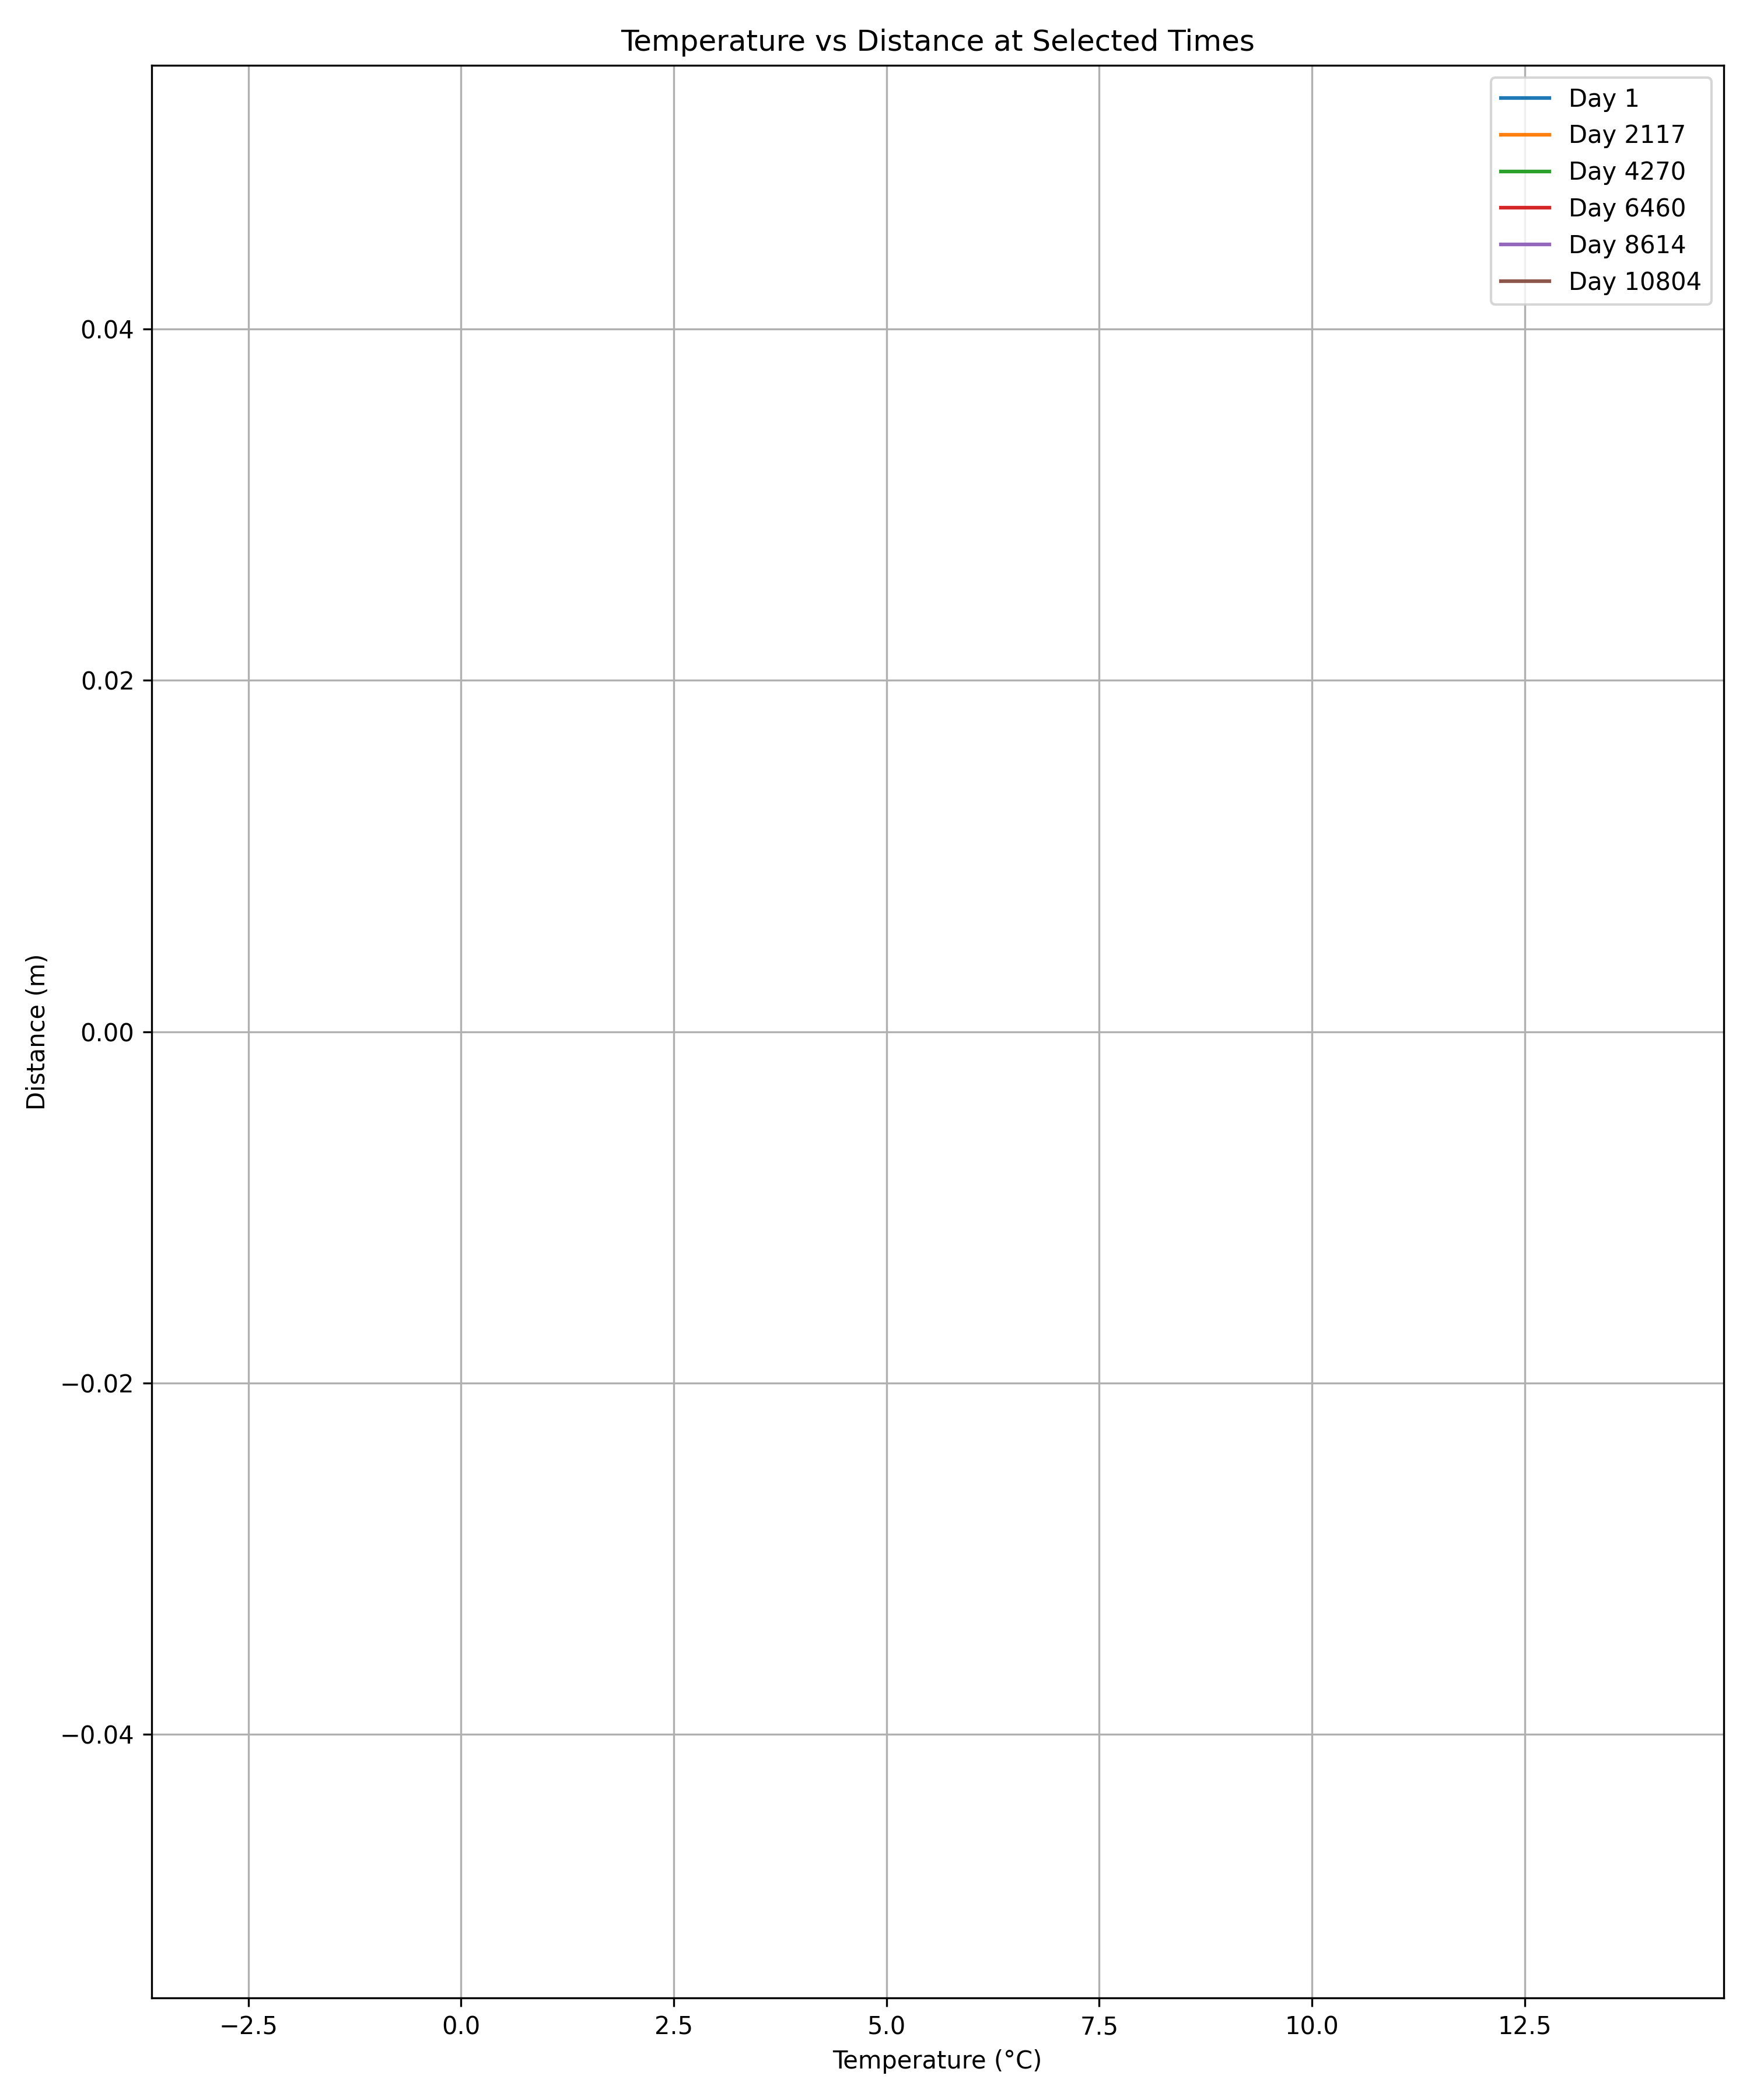 Temperature vs Distance at Selected Times
Day 1
Day 2117
Day 4270
Day 6460
Day 8614
Day 10804
0.04
0.02
0.00
−0.02
−0.04
Distance (m)
−2.5 0.0 2.5 5.0 7.5 10.0 12.5
Temperature (°C)